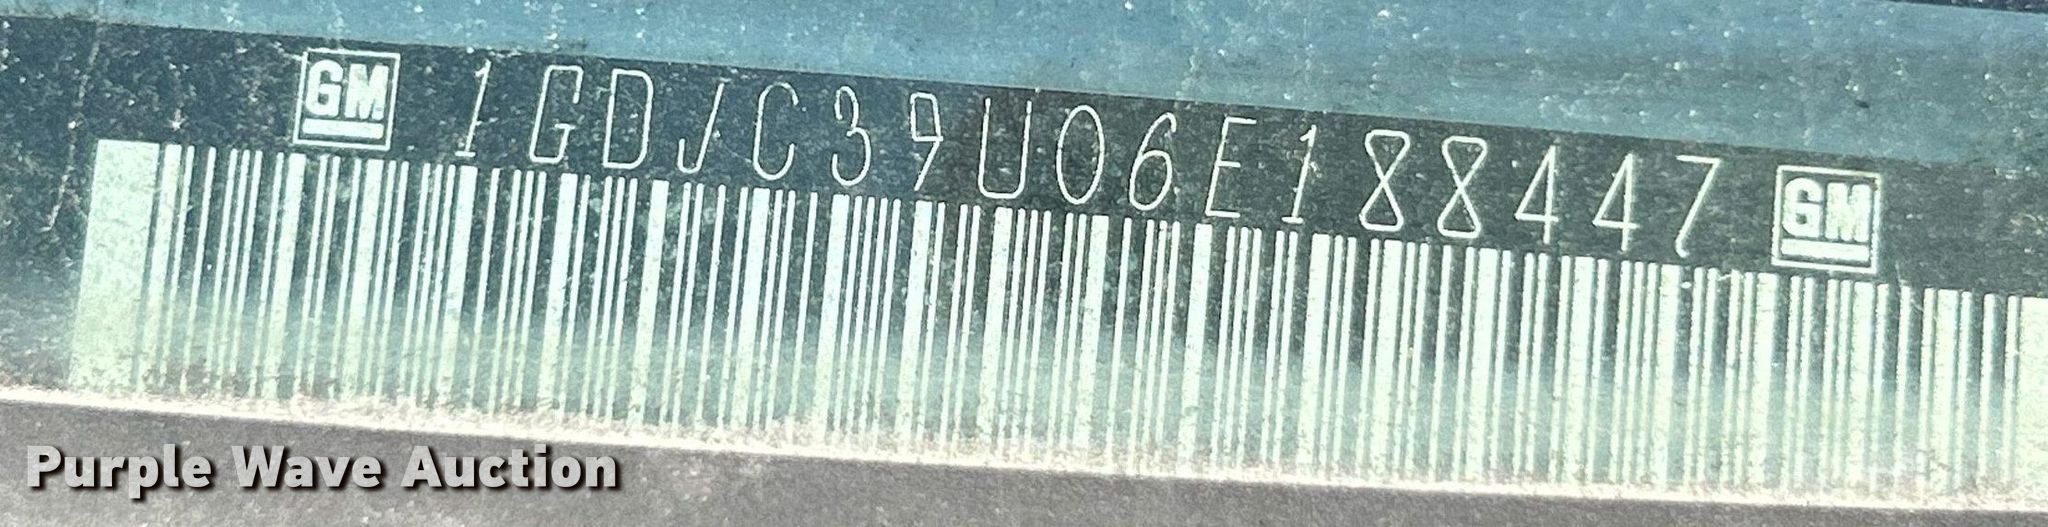 GM 1GDJC39U06E188447 GM
Purple Wave Auction